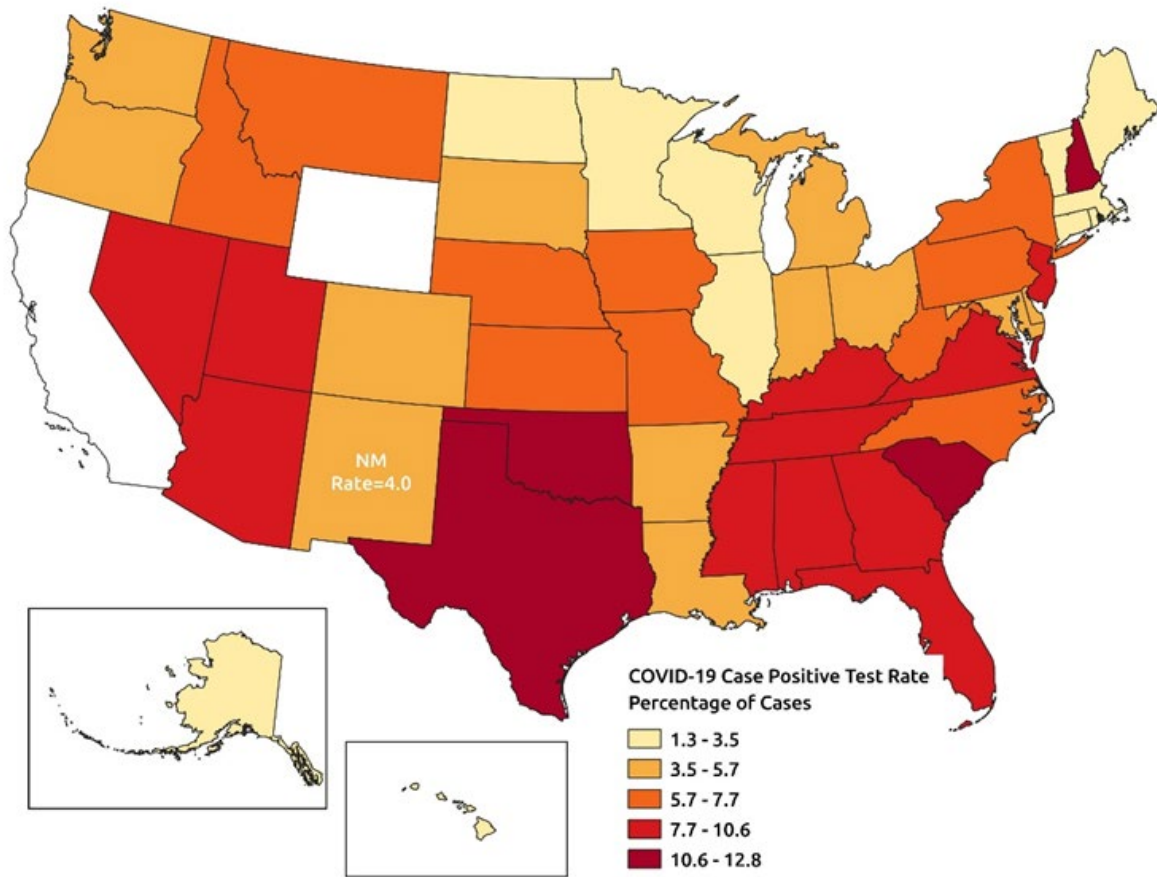 NM
Rate=4.0
COVID-19 Case Positive Test Rate
Percentage of Cases
1.3 - 3.5
3.5 - 5.7
5.7 - 7.7
7.7 - 10.6
10.6 - 12.8